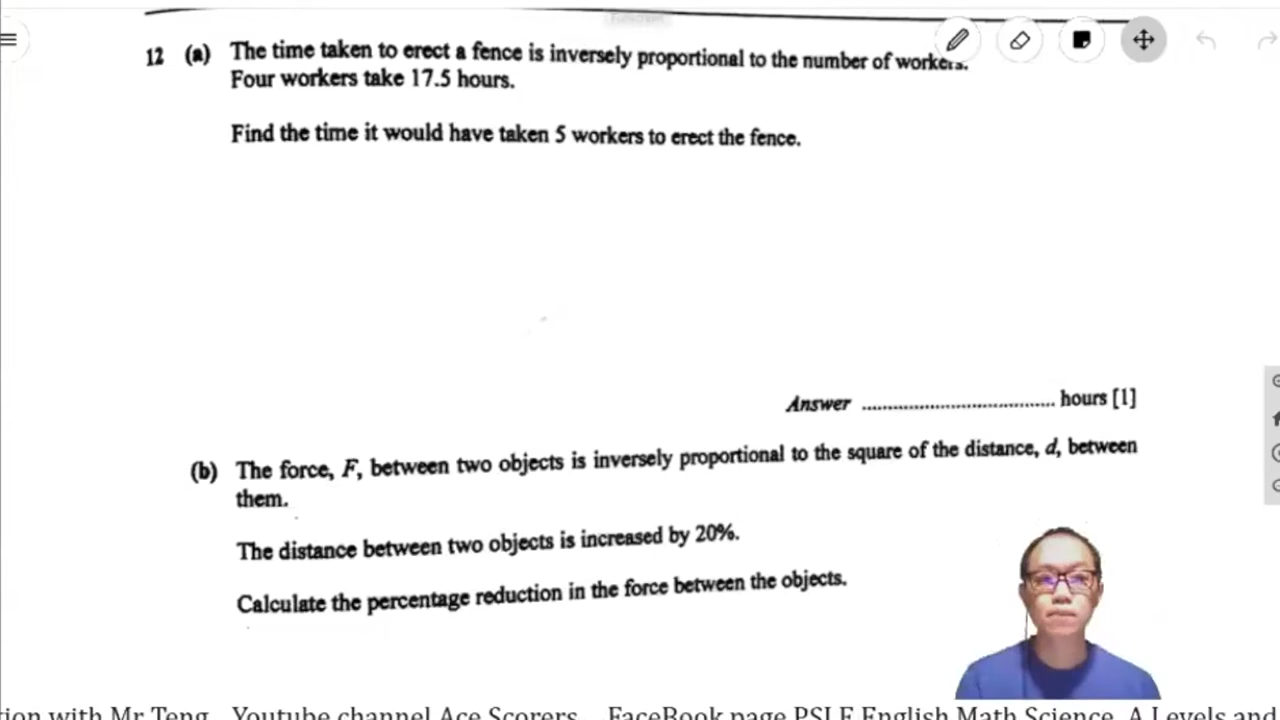 12 (a) The time taken to erect a fence is inversely proportional to the number of workers.
Four workers take 17.5 hours.
Find the time it would have taken 5 workers to erect the fence.
Answer ..................................... hours [1]
(b) The force, F, between two objects is inversely proportional to the square of the distance, d, between
them.
The distance between two objects is increased by 20%.
Calculate the percentage reduction in the force between the objects.
tion with Mr Teng Youtube channel Ace Scorers FaceBook page PSLE English Math Science, A Levels and